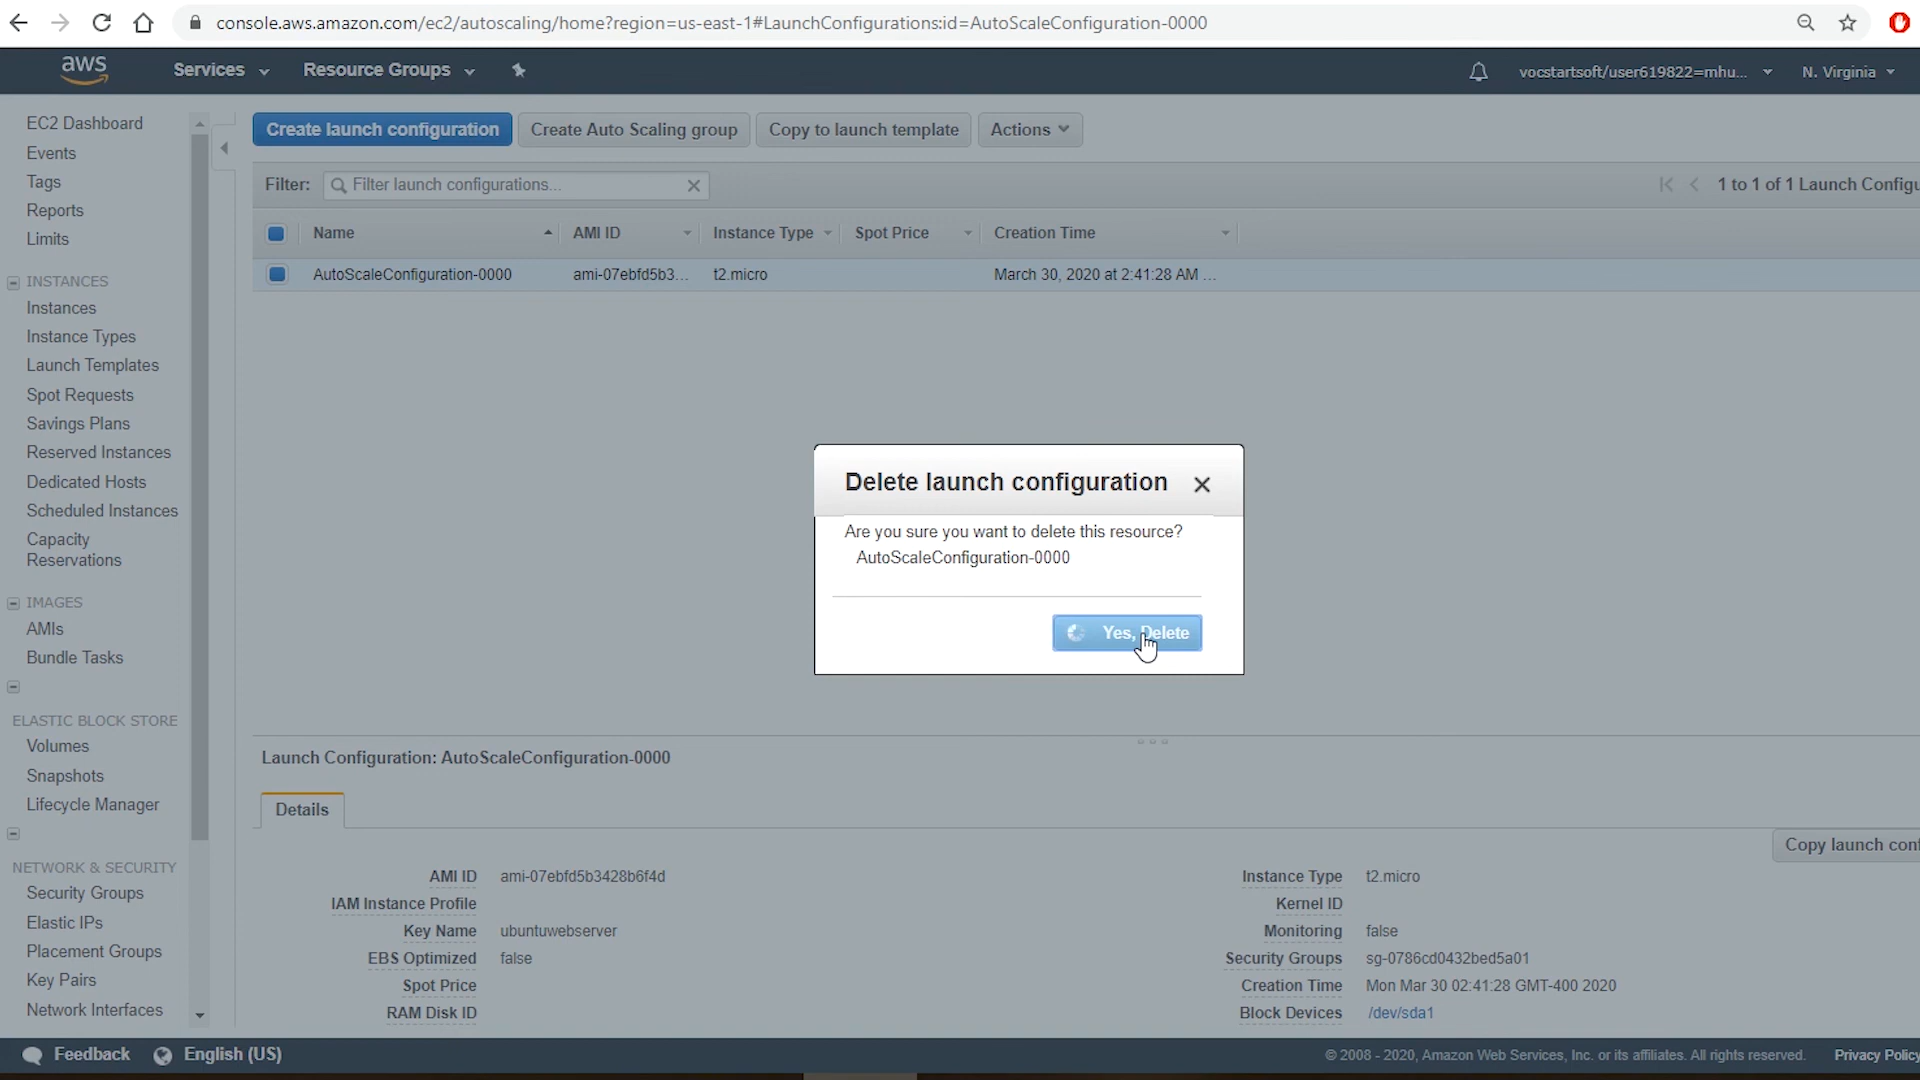 console.aws.amazon.com/ec2/autoscaling/home?region=us-east-1#LaunchConfigurations:id=AutoScaleConfiguration-0000
aws
Services
Resource Groups
vocstartsoft/user619822=mhu...
N. Virginia
EC2 Dashboard
Events
Tags
Reports
Limits
INSTANCES
Instances
Instance Types
Launch Templates
Spot Requests
Savings Plans
Reserved Instances
Dedicated Hosts
Scheduled Instances
Capacity
Reservations
IMAGES
AMIs
Bundle Tasks
ELASTIC BLOCK STORE
Volumes
Snapshots
Lifecycle Manager
NETWORK & SECURITY
Security Groups
Elastic IPs
Placement Groups
Key Pairs
Network Interfaces
Create launch configuration
Create Auto Scaling group
Copy to launch template
Actions
Filter:
Filter launch configurations...
1 to 1 of 1 Launch Configu
Name
AMI ID
Instance Type
Spot Price
Creation Time
AutoScaleConfiguration-0000
ami-07ebfd5b3...
t2.micro
March 30, 2020 at 2:41:28 AM ...
Delete launch configuration
Are you sure you want to delete this resource?
AutoScaleConfiguration-0000
Yes, Delete
Launch Configuration: AutoScaleConfiguration-0000
Details
Copy launch conf
AMI ID ami-07ebfd5b3428b6f4d
IAM Instance Profile
Key Name ubuntuwebserver
EBS Optimized false
Spot Price
RAM Disk ID
Instance Type t2.micro
Kernel ID
Monitoring false
Security Groups sg-0786cd0432bed5a01
Creation Time Mon Mar 30 02:41:28 GMT-400 2020
Block Devices /dev/sda1
Feedback
English (US)
© 2008 - 2020, Amazon Web Services, Inc. or its affiliates. All rights reserved.
Privacy Policy